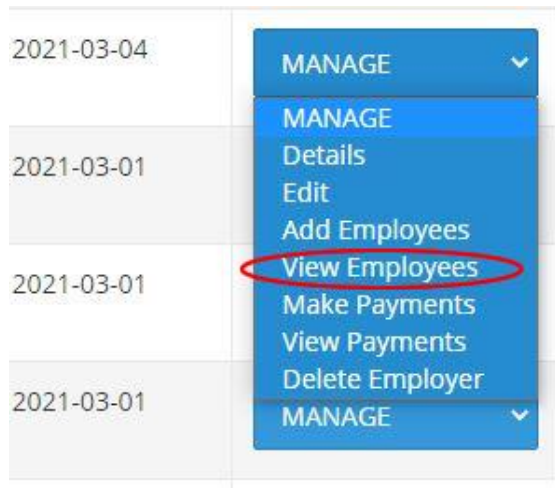 2021-03-04
MANAGE
MANAGE
Details
2021-03-01
Edit
Add Employees
View Employees
2021-03-01
Make Payments
View Payments
Delete Employer
2021-03-01
MANAGE